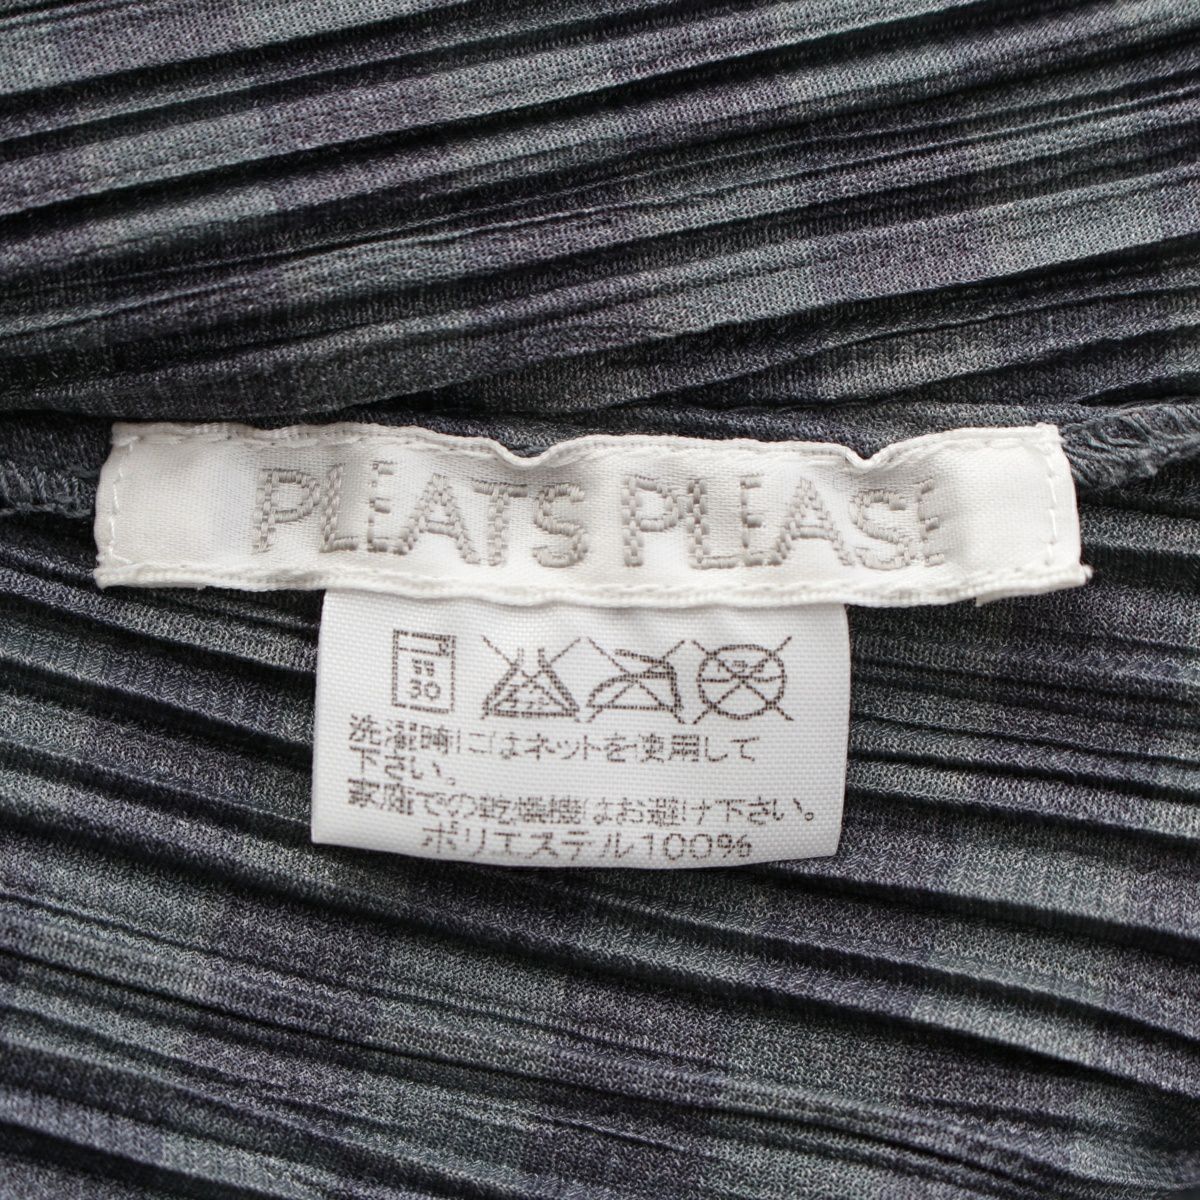 PLEATS PLEASE
30
洗濯時にはネットを使用して
下さい。
家庭での乾燥機はお避け下さい。
ポリエステル100%